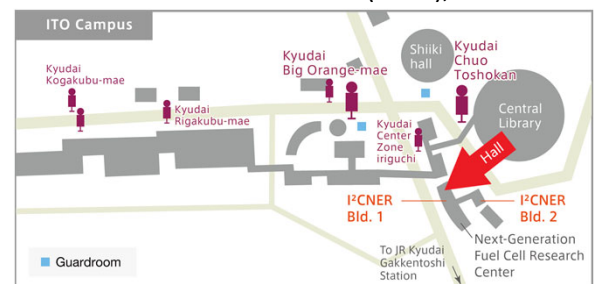 ITO Campus
Kyudai
Kogakubu-mae
Kyudai
Rigakubu-mae
Kyudai
Big Orange-mae
Shiiki
hall
Kyudai
Chuo
Toshokan
Kyudai
Center
Zone
iriguchi
Central
Library
Hall
I²CNER
Bld. 1
I²CNER
Bld. 2
Next-Generation
Fuel Cell Research
Center
To JR Kyudai
Gakkentoshi
Station
Guardroom